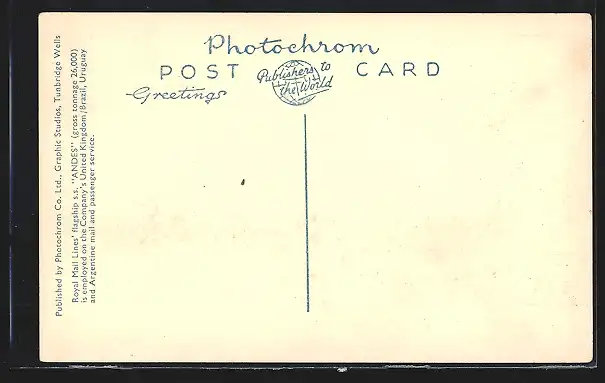 Photochrom
POST CARD
Publishers to
the World
Greetings
Published by Photochrom Co. Ltd., Graphic Studios, Tunbridge Wells
Royal Mail Lines' flagship s.s. "ANDES" (gross tonnage 26,000)
is employed on the Company's United Kingdom/Brazil, Uruguay
and Argentine mail and passenger service.